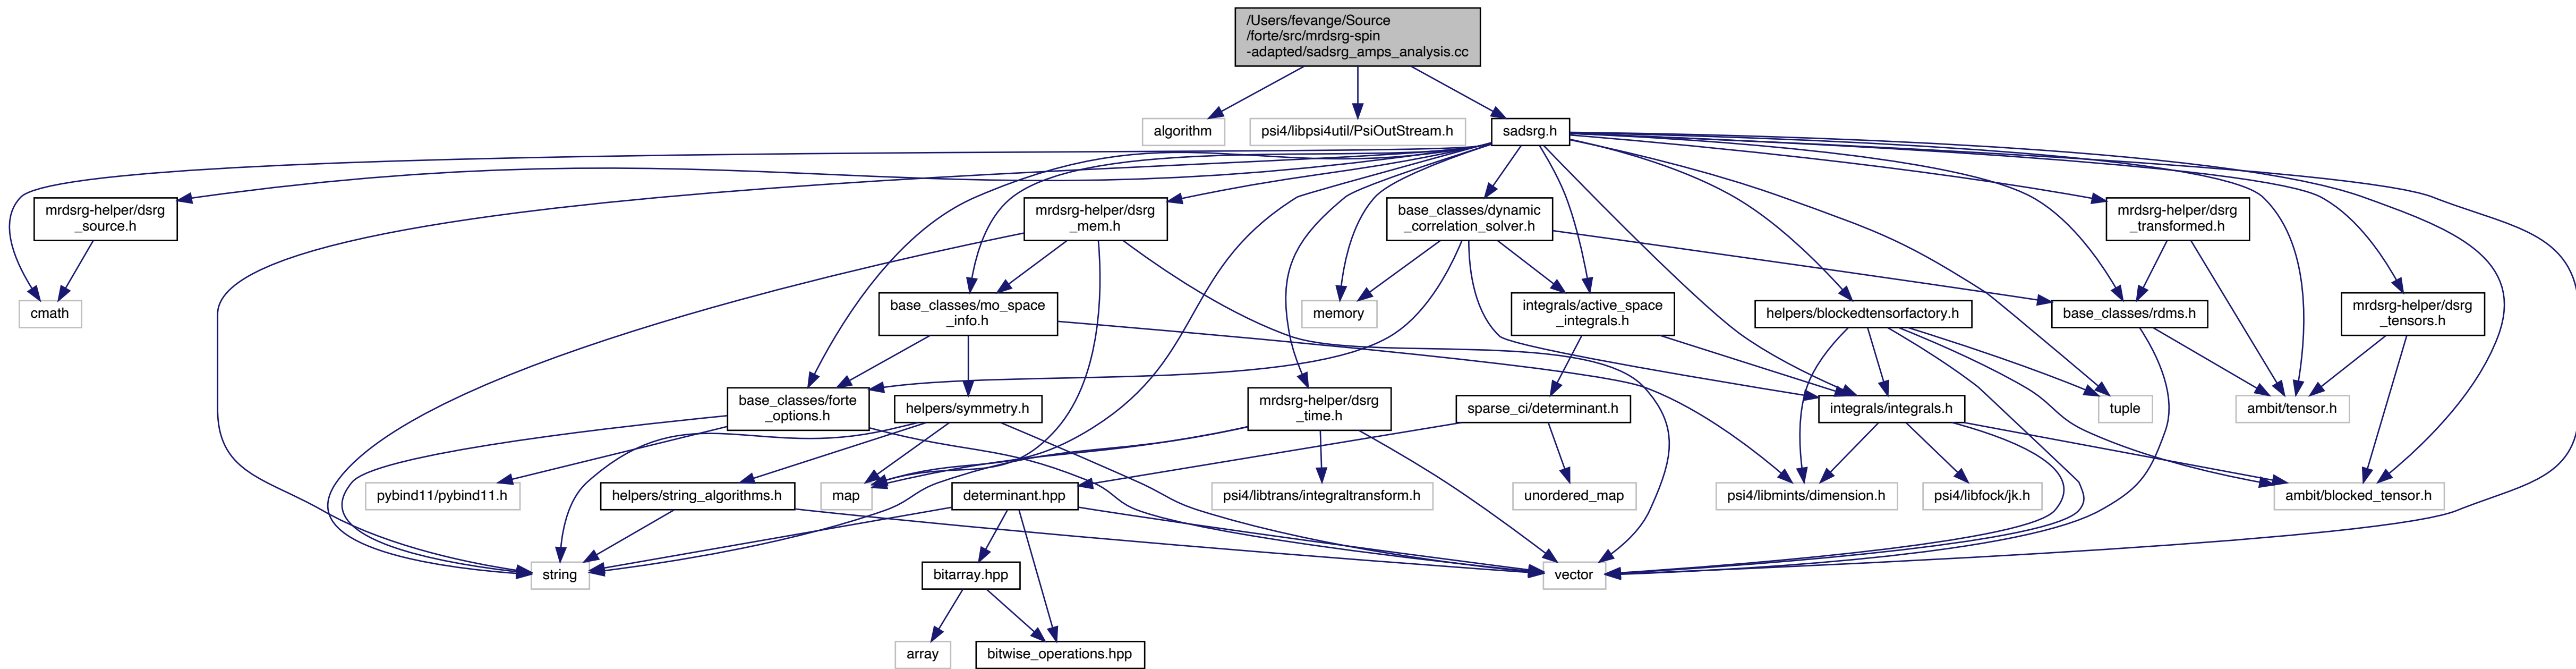 /Users/fevange/Source
/forte/src/mrdsrg-spin
-adapted/sadsrg_amps_analysis.cc
algorithm
psi4/libpsi4util/PsiOutStream.h
sadsrg.h
mrdsrg-helper/dsrg
_source.h
mrdsrg-helper/dsrg
_mem.h
base_classes/dynamic
_correlation_solver.h
mrdsrg-helper/dsrg
_transformed.h
cmath
base_classes/mo_space
_info.h
memory
integrals/active_space
_integrals.h
helpers/blockedtensorfactory.h
base_classes/rdms.h
mrdsrg-helper/dsrg
_tensors.h
base_classes/forte
_options.h
helpers/symmetry.h
mrdsrg-helper/dsrg
_time.h
sparse_ci/determinant.h
integrals/integrals.h
tuple
ambit/tensor.h
pybind11/pybind11.h
helpers/string_algorithms.h
map
determinant.hpp
psi4/libtrans/integraltransform.h
unordered_map
psi4/libmints/dimension.h
psi4/libfock/jk.h
ambit/blocked_tensor.h
string
bitarray.hpp
vector
array
bitwise_operations.hpp